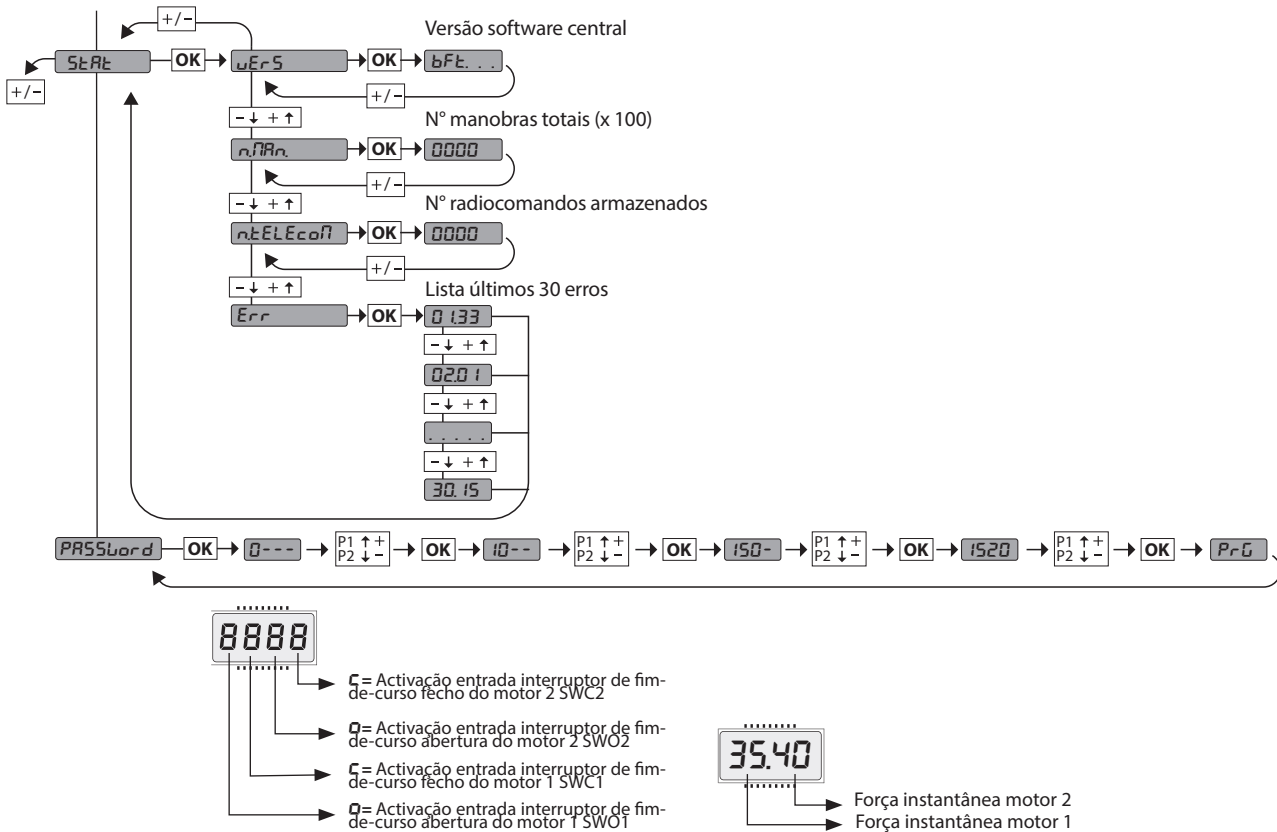 +/-
Versão software central
StAt OK vErS OK bFt. . .
+/-
+/-
- ↓ + ↑
N° manobras totais (x 100)
n.MAn. OK 0000
+/-
- ↓ + ↑
N° radiocomandos armazenados
n.tELEcoM OK 0000
+/-
- ↓ + ↑
Lista últimos 30 erros
Err OK 01.33
- ↓ + ↑
02.01
- ↓ + ↑
. . . . .
- ↓ + ↑
30.15
PASSword OK 0--- P1 ↑ + OK 10-- P1 ↑ + OK 150- P1 ↑ + OK 1520 P1 ↑ + OK PrG
P2 ↓ - P2 ↓ - P2 ↓ - P2 ↓ -
8888
C= Activação entrada interruptor de fim-
de-curso fecho do motor 2 SWC2
O= Activação entrada interruptor de fim-
de-curso abertura do motor 2 SWO2
C= Activação entrada interruptor de fim-
de-curso fecho do motor 1 SWC1
O= Activação entrada interruptor de fim-
de-curso abertura do motor 1 SWO1
35.40
Força instantânea motor 2
Força instantânea motor 1